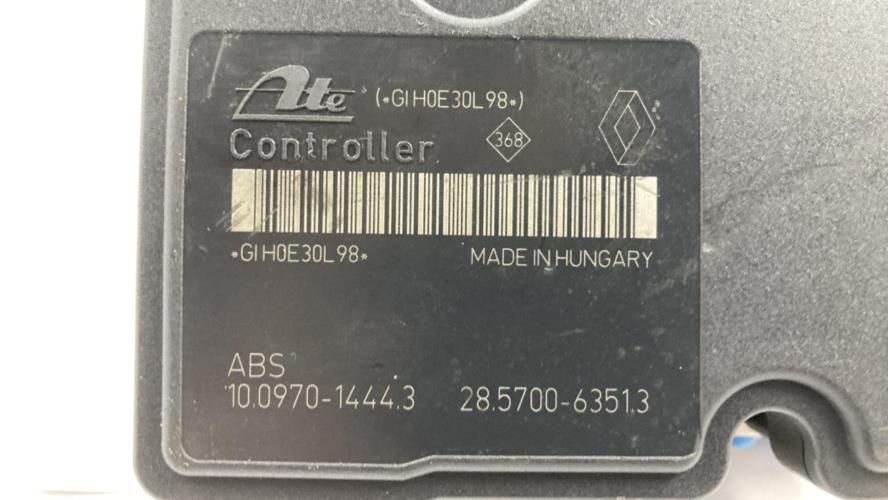 Ate (*GIH0E30L98*)
Controller 368
*GIH0E30L98* MADE IN HUNGARY
ABS
10.0970-1444.3 28.5700-6351.3